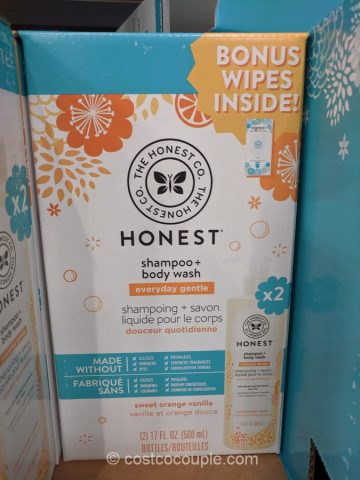 BONUS
WIPES
INSIDE!
THE HONEST CO. THE HONEST CO.
HONEST
shampoo+
body wash
everyday gentle
shampoing + savon
liquide pour le corps
douceur quotidienne
x2
x2
HONEST
shampoo+
body wash
MADE
WITHOUT
FABRIQUÉ
SANS
sweet orange vanilla
vanille et orange douce
(2) 17 FL. OZ. (500 mL)
BOTTLES/BOUTEILLES
NEST
© costcocouple.com